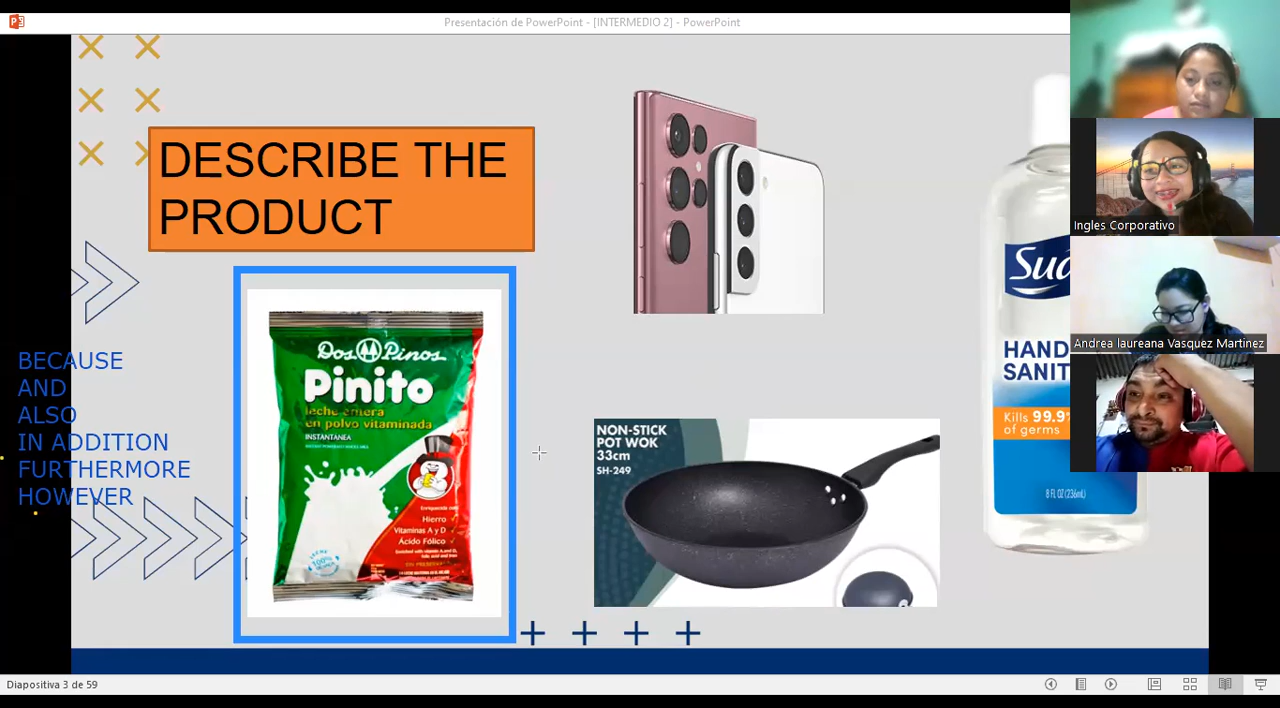 Presentación de PowerPoint - [INTERMEDIO 2] - PowerPoint
DESCRIBE THE
PRODUCT
BECAUSE
AND
ALSO
IN ADDITION
FURTHERMORE
HOWEVER
Dos Pinos
Pinito
leche entera
en polvo vitaminada
INSTANTANEA
Hierro
Vitaminas A y D
Ácido Fólico
NON-STICK
POT WOK
33cm
SH-249
Sua
HAND
SANIT
Kills 99.9%
of germs
8 FL OZ (236mL)
Ingles Corporativo
Andrea laureana Vasquez Martinez
Diapositiva 3 de 59